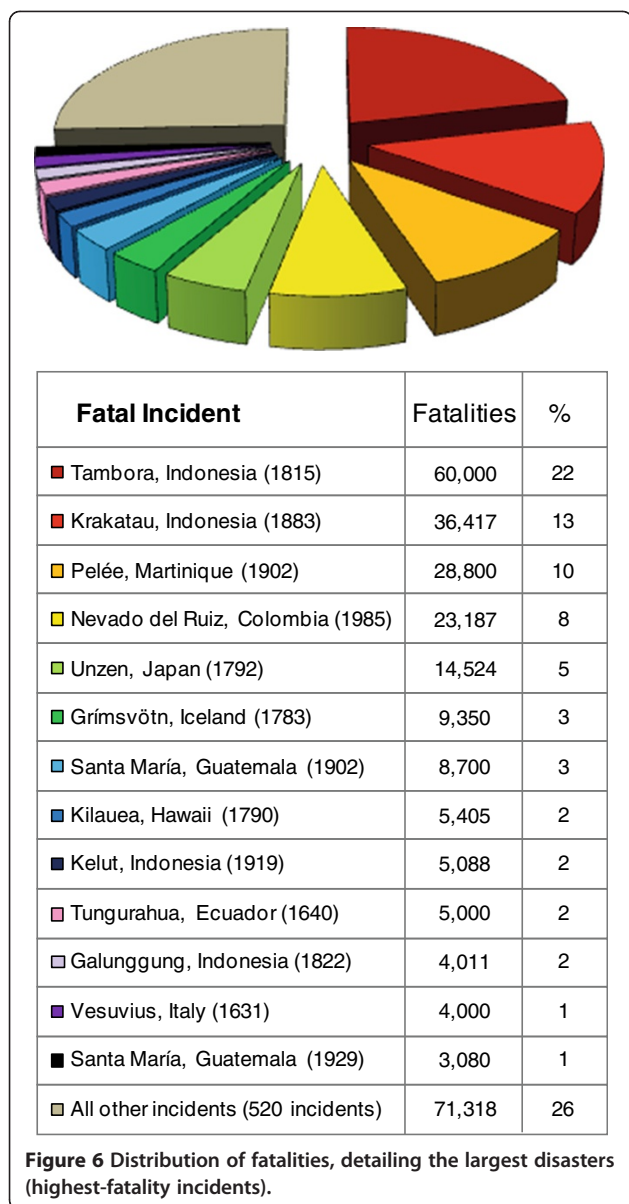 Fatal Incident Fatalities %
Tambora, Indonesia (1815) 60,000 22
Krakatau, Indonesia (1883) 36,417 13
Pelée, Martinique (1902) 28,800 10
Nevado del Ruiz, Colombia (1985) 23,187 8
Unzen, Japan (1792) 14,524 5
Grímsvötn, Iceland (1783) 9,350 3
Santa María, Guatemala (1902) 8,700 3
Kilauea, Hawaii (1790) 5,405 2
Kelut, Indonesia (1919) 5,088 2
Tungurahua, Ecuador (1640) 5,000 2
Galunggung, Indonesia (1822) 4,011 2
Vesuvius, Italy (1631) 4,000 1
Santa María, Guatemala (1929) 3,080 1
All other incidents (520 incidents) 71,318 26
Figure 6 Distribution of fatalities, detailing the largest disasters
(highest-fatality incidents).